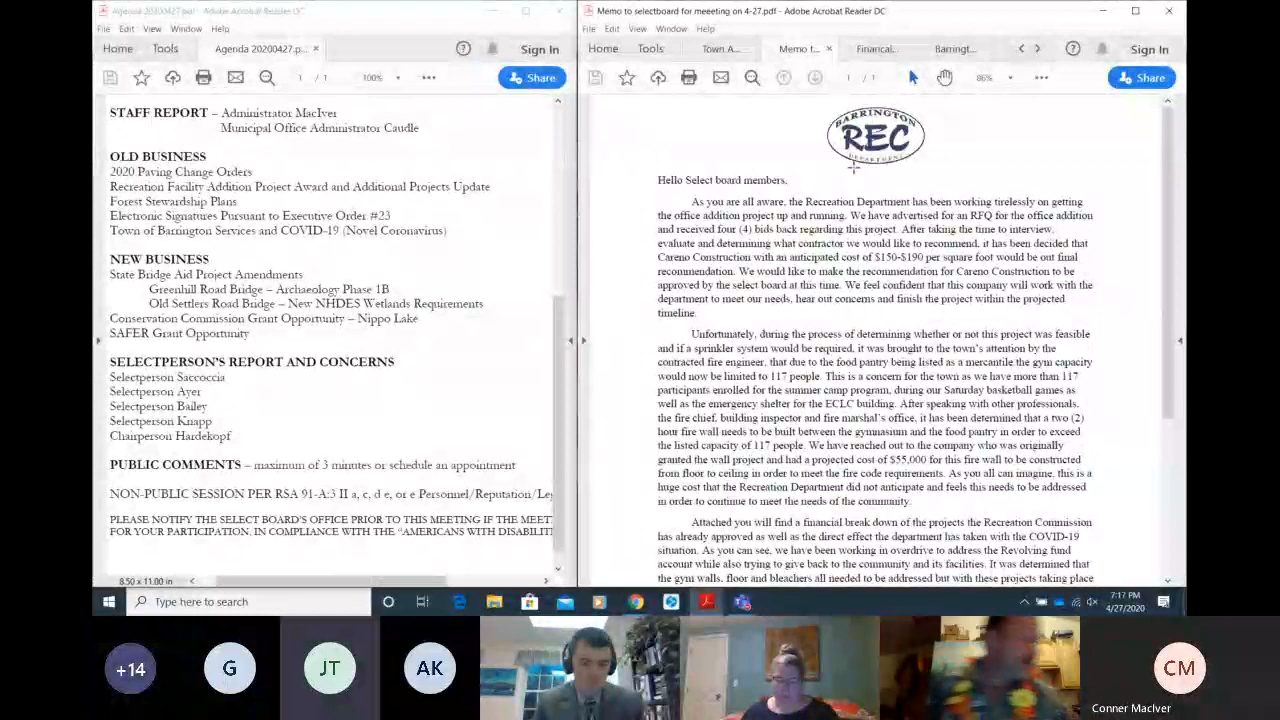 Agenda 20200427.pdf - Adobe Acrobat Reader DC
File Edit View Window Help
Home Tools Agenda 20200427.p... × Sign In
1 / 1 100% Share
STAFF REPORT – Administrator MacIver
Municipal Office Administrator Caudle
OLD BUSINESS
2020 Paving Change Orders
Recreation Facility Addition Project Award and Additional Projects Update
Forest Stewardship Plans
Electronic Signatures Pursuant to Executive Order #23
Town of Barrington Services and COVID-19 (Novel Coronavirus)
NEW BUSINESS
State Bridge Aid Project Amendments
Greenhill Road Bridge – Archaeology Phase 1B
Old Settlers Road Bridge – New NHDES Wetlands Requirements
Conservation Commission Grant Opportunity – Nippo Lake
SAFER Grant Opportunity
SELECTPERSON'S REPORT AND CONCERNS
Selectperson Saccoccia
Selectperson Ayer
Selectperson Bailey
Selectperson Knapp
Chairperson Hardekopf
PUBLIC COMMENTS – maximum of 3 minutes or schedule an appointment
NON-PUBLIC SESSION PER RSA 91-A:3 II a, c, d e, or e Personnel/Reputation/Leg
PLEASE NOTIFY THE SELECT BOARD'S OFFICE PRIOR TO THIS MEETING IF THE MEET
FOR YOUR PARTICIPATION. IN COMPLIANCE WITH THE “AMERICANS WITH DISABILIT
8.50 x 11.00 in
Memo to selectboard for meeeting on 4-27.pdf - Adobe Acrobat Reader DC
File Edit View Window Help
Home Tools Town A... Memo t... × Financial... Barringt... Sign In
1 / 1 86% Share
BARRINGTON
REC
DEPARTMENT
Hello Select board members,
As you are all aware, the Recreation Department has been working tirelessly on getting
the office addition project up and running. We have advertised for an RFQ for the office addition
and received four (4) bids back regarding this project. After taking the time to interview,
evaluate and determining what contractor we would like to recommend, it has been decided that
Careno Construction with an anticipated cost of $150-$190 per square foot would be out final
recommendation. We would like to make the recommendation for Careno Construction to be
approved by the select board at this time. We feel confident that this company will work with the
department to meet our needs, hear out concerns and finish the project within the projected
timeline.
Unfortunately, during the process of determining whether or not this project was feasible
and if a sprinkler system would be required, it was brought to the town's attention by the
contracted fire engineer, that due to the food pantry being listed as a mercantile the gym capacity
would now be limited to 117 people. This is a concern for the town as we have more than 117
participants enrolled for the summer camp program, during our Saturday basketball games as
well as the emergency shelter for the ECLC building. After speaking with other professionals,
the fire chief, building inspector and fire marshal's office, it has been determined that a two (2)
hour fire wall needs to be built between the gymnasium and the food pantry in order to exceed
the listed capacity of 117 people. We have reached out to the company who was originally
granted the wall project and had a projected cost of $55,000 for this fire wall to be constructed
from floor to ceiling in order to meet the fire code requirements. As you all can imagine, this is a
huge cost that the Recreation Department did not anticipate and feels this needs to be addressed
in order to continue to meet the needs of the community.
Attached you will find a financial break down of the projects the Recreation Commission
has already approved as well as the direct effect the department has taken with the COVID-19
situation. As you can see, we have been working in overdrive to address the Revolving fund
account while also trying to give back to the community and its facilities. It was determined that
the gym walls, floor and bleachers all needed to be addressed but with these projects taking place
Type here to search
7:17 PM
4/27/2020
+14
G
JT
AK
CM
Conner MacIver